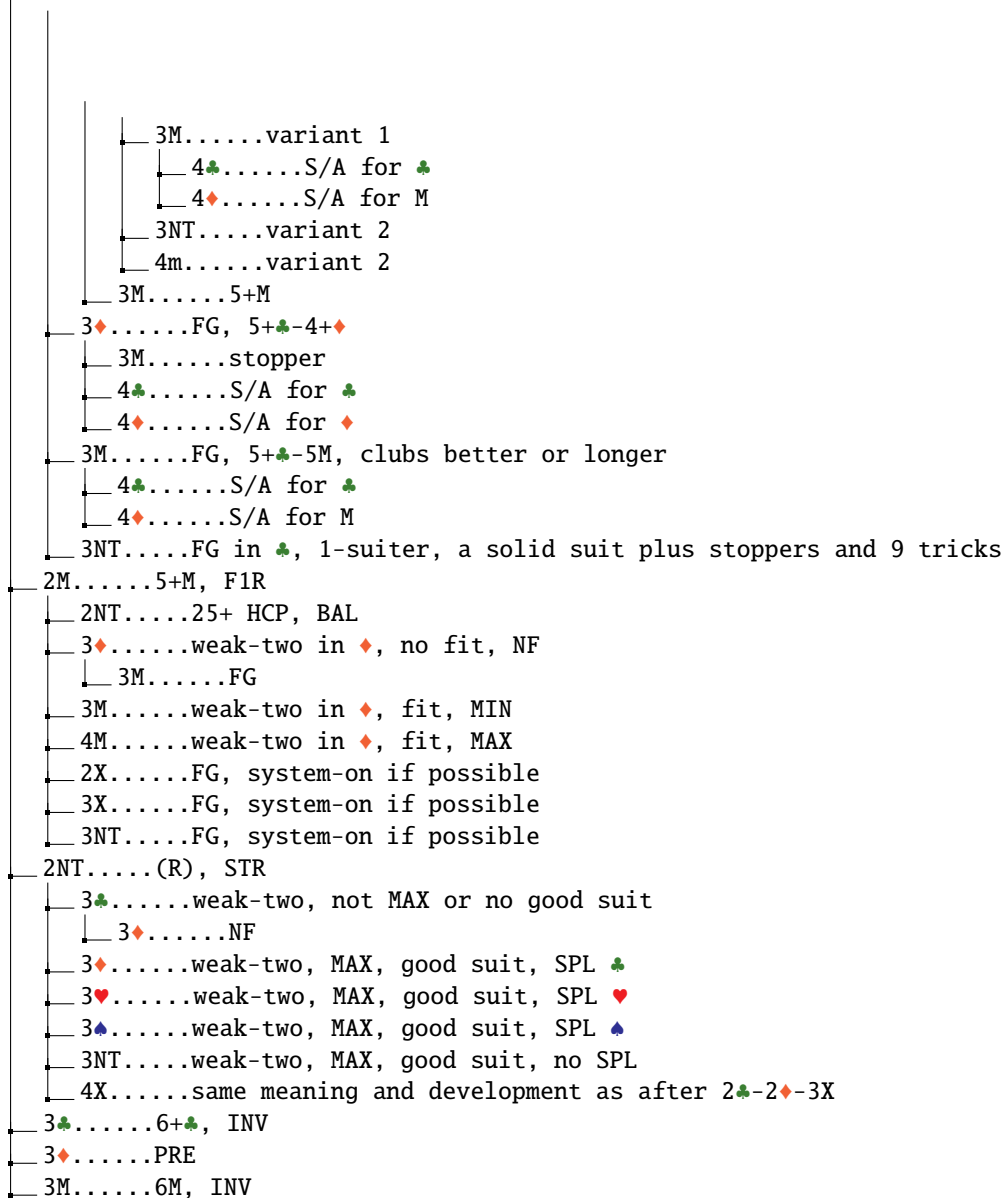 3M......variant 1
4♣......S/A for ♣
4♦......S/A for M
3NT.....variant 2
4m......variant 2
3M......5+M
3♦......FG, 5+♣-4+♦
3M......stopper
4♣......S/A for ♣
4♦......S/A for ♦
3M......FG, 5+♣-5M, clubs better or longer
4♣......S/A for ♣
4♦......S/A for M
3NT.....FG in ♣, 1-suiter, a solid suit plus stoppers and 9 tricks
2M......5+M, F1R
2NT.....25+ HCP, BAL
3♦......weak-two in ♦, no fit, NF
3M......FG
3M......weak-two in ♦, fit, MIN
4M......weak-two in ♦, fit, MAX
2X......FG, system-on if possible
3X......FG, system-on if possible
3NT.....FG, system-on if possible
2NT.....(R), STR
3♣......weak-two, not MAX or no good suit
3♦......NF
3♦......weak-two, MAX, good suit, SPL ♣
3♥......weak-two, MAX, good suit, SPL ♥
3♠......weak-two, MAX, good suit, SPL ♠
3NT.....weak-two, MAX, good suit, no SPL
4X......same meaning and development as after 2♣-2♦-3X
3♣......6+♣, INV
3♦......PRE
3M......6M, INV